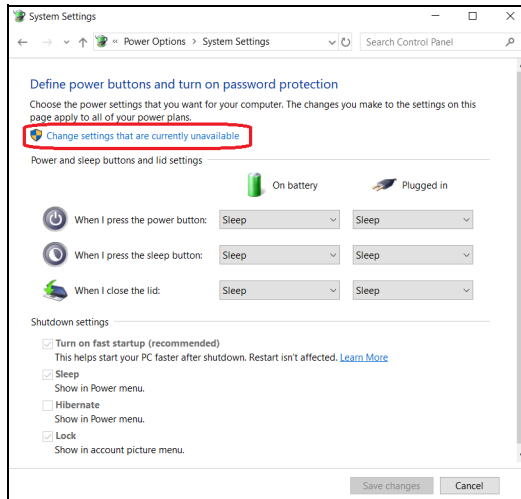 System Settings
« Power Options > System Settings
Search Control Panel
Define power buttons and turn on password protection
Choose the power settings that you want for your computer. The changes you make to the settings on this
page apply to all of your power plans.
Change settings that are currently unavailable
Power and sleep buttons and lid settings
On battery Plugged in
When I press the power button: Sleep Sleep
When I press the sleep button: Sleep Sleep
When I close the lid: Sleep Sleep
Shutdown settings
Turn on fast startup (recommended)
This helps start your PC faster after shutdown. Restart isn't affected. Learn More
Sleep
Show in Power menu.
Hibernate
Show in Power menu.
Lock
Show in account picture menu.
Save changes Cancel